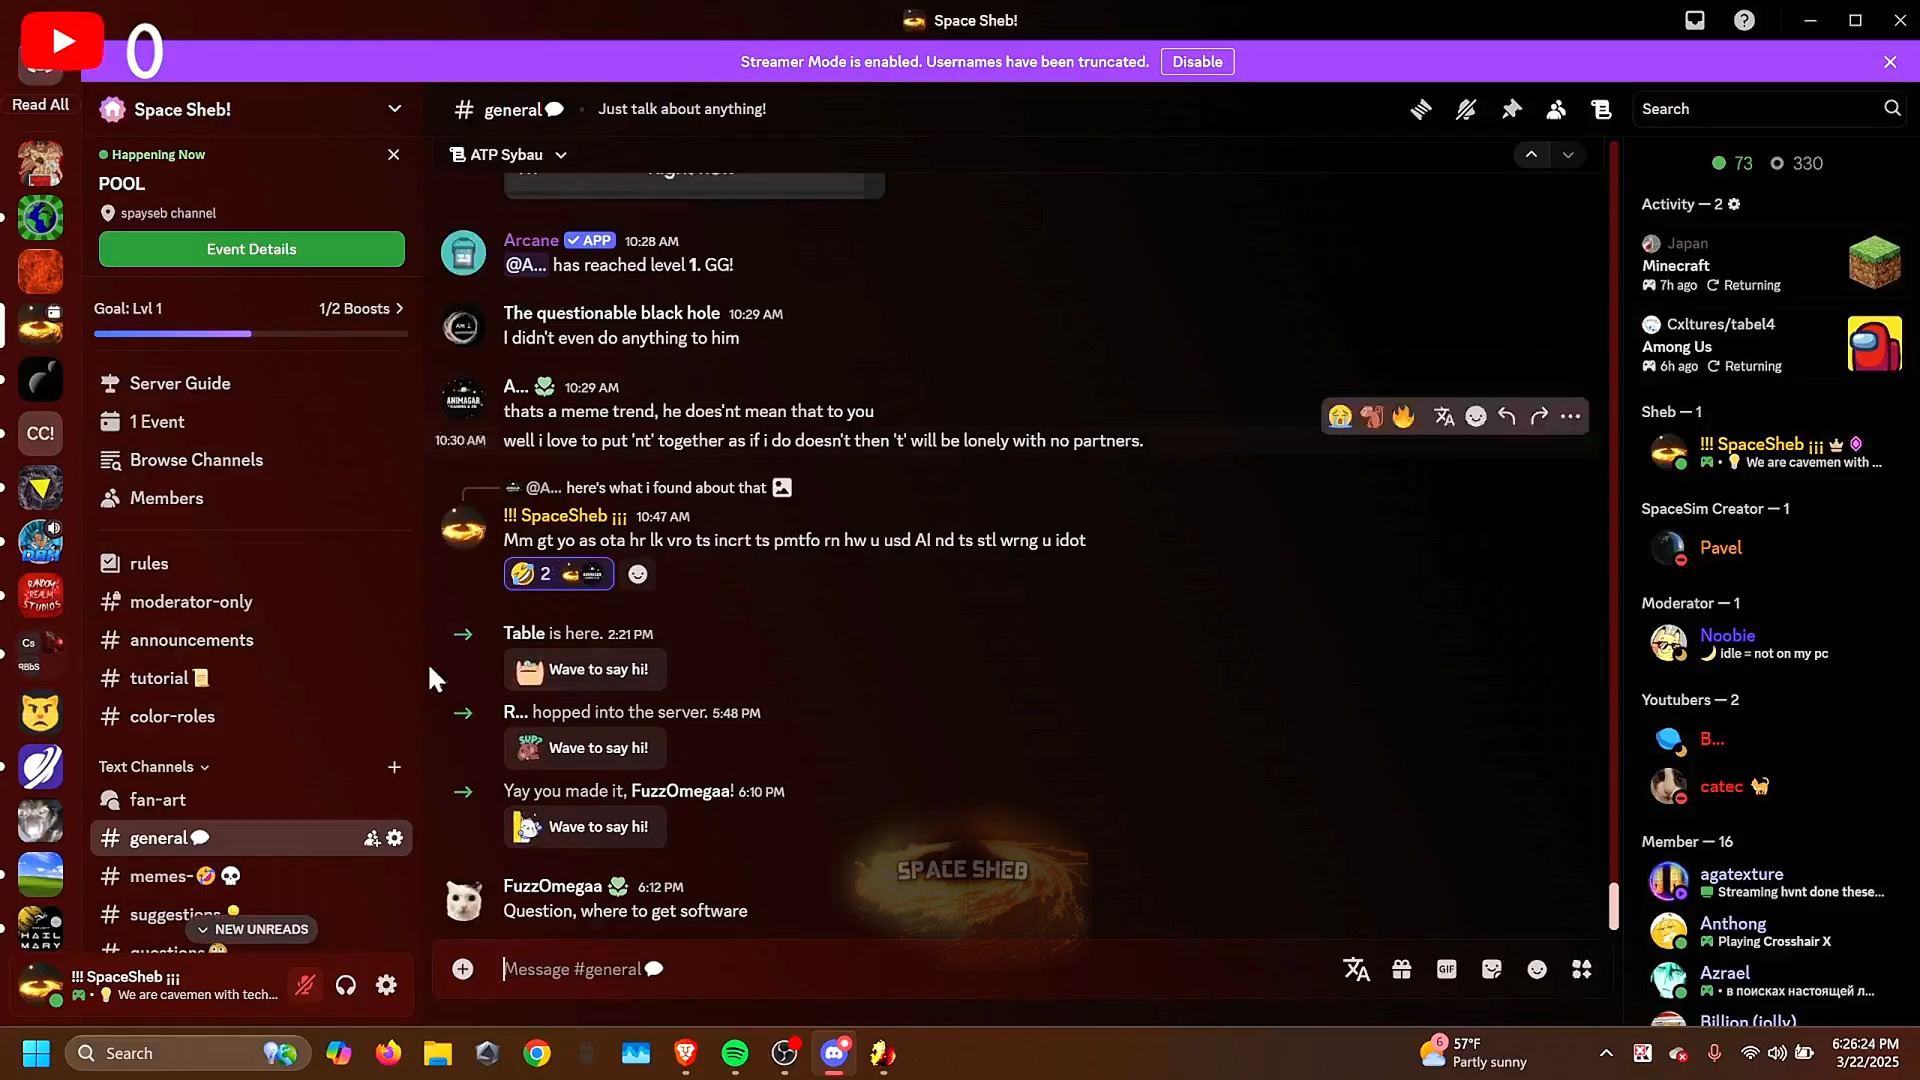 Space Sheb!
0
Streamer Mode is enabled. Usernames have been truncated.
Disable
Read All
Space Sheb!
general
Just talk about anything!
Search
Happening Now
POOL
spayseb channel
Event Details
Goal: Lvl 1
1/2 Boosts
Server Guide
1 Event
Browse Channels
Members
rules
moderator-only
announcements
tutorial
color-roles
Text Channels
fan-art
general
memes-
suggestions
NEW UNREADS
!!! SpaceSheb ¡¡¡
We are cavemen with tech...
CC!
RANDOM
REALM
STUDIOS
Cs
HAIL
MARY
ATP Sybau
Arcane APP 10:28 AM
@A... has reached level 1. GG!
The questionable black hole 10:29 AM
I didn't even do anything to him
A... 10:29 AM
thats a meme trend, he does'nt mean that to you
10:30 AM well i love to put 'nt' together as if i do doesn't then 't' will be lonely with no partners.
@A... here's what i found about that
!!! SpaceSheb ¡¡¡ 10:47 AM
Mm gt yo as ota hr lk vro ts incrt ts pmtfo rn hw u usd AI nd ts stl wrng u idot
2
Table is here. 2:21 PM
Wave to say hi!
R... hopped into the server. 5:48 PM
Wave to say hi!
Yay you made it, FuzzOmegaa! 6:10 PM
Wave to say hi!
SPACE SHEB
FuzzOmegaa 6:12 PM
Question, where to get software
Message #general
GIF
73 330
Activity — 2
Japan
Minecraft
7h ago Returning
Cxltures/tabel4
Among Us
6h ago Returning
Sheb — 1
!!! SpaceSheb ¡¡¡
We are cavemen with ...
SpaceSim Creator — 1
Pavel
Moderator — 1
Noobie
idle = not on my pc
Youtubers — 2
B...
catec
Member — 16
agatexture
Streaming hvnt done these...
Anthong
Playing Crosshair X
Azrael
в поисках настоящей л...
Billion (jolly)
Search
6
57°F
Partly sunny
6:26:24 PM
3/22/2025